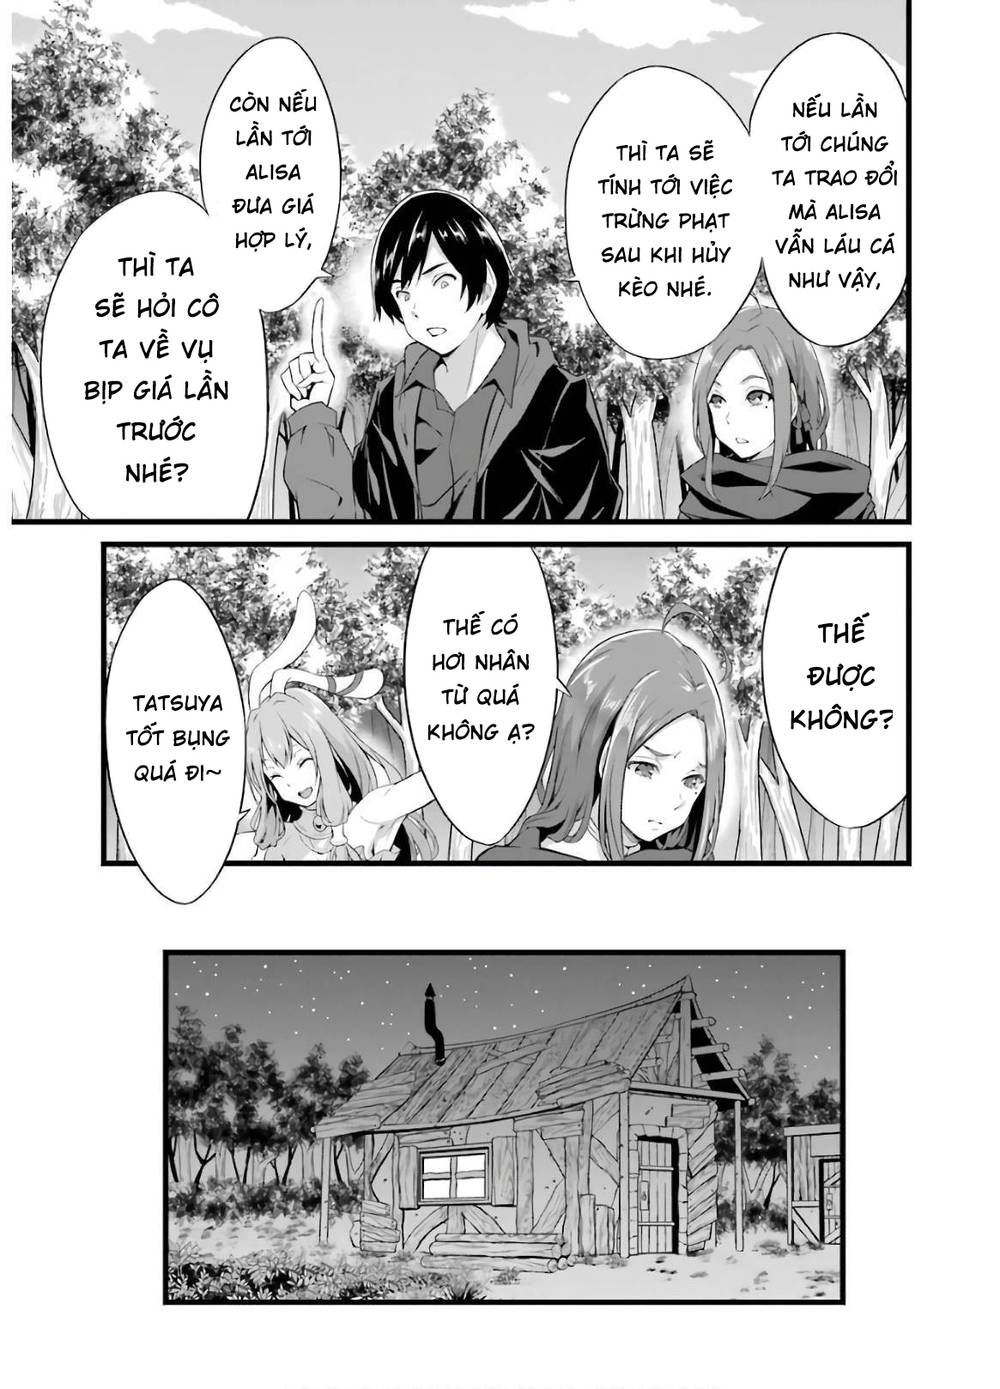 NẾU LẦN
TỚI CHÚNG
TA TRAO ĐỔI
MÀ ALISA
VẪN LÁU CÁ
NHƯ VẬY,
THÌ TA SẼ
TÍNH TỚI VIỆC
TRỪNG PHẠT
SAU KHI HỦY
KÈO NHÉ.
CÒN NẾU
LẦN TỚI
ALISA
ĐƯA GIÁ
HỢP LÝ,
THÌ TA
SẼ HỎI CÔ
TA VỀ VỤ
BỊP GIÁ LẦN
TRƯỚC
NHÉ?
THẾ
ĐƯỢC
KHÔNG?
THẾ CÓ
HƠI NHÂN
TỪ QUÁ
KHÔNG Ạ?
TATSUYA
TỐT BỤNG
QUÁ ĐI~